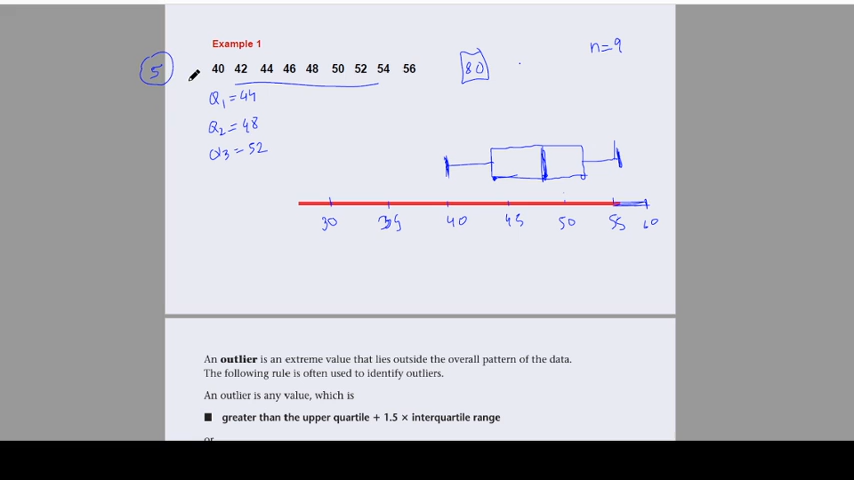 Example 1
n=9
5 40 42 44 46 48 50 52 54 56 80
Q1=44
Q2=48
Q3=52
30 35 40 45 50 55 60
An outlier is an extreme value that lies outside the overall pattern of the data.
The following rule is often used to identify outliers.
An outlier is any value, which is
■ greater than the upper quartile + 1.5 × interquartile range
or